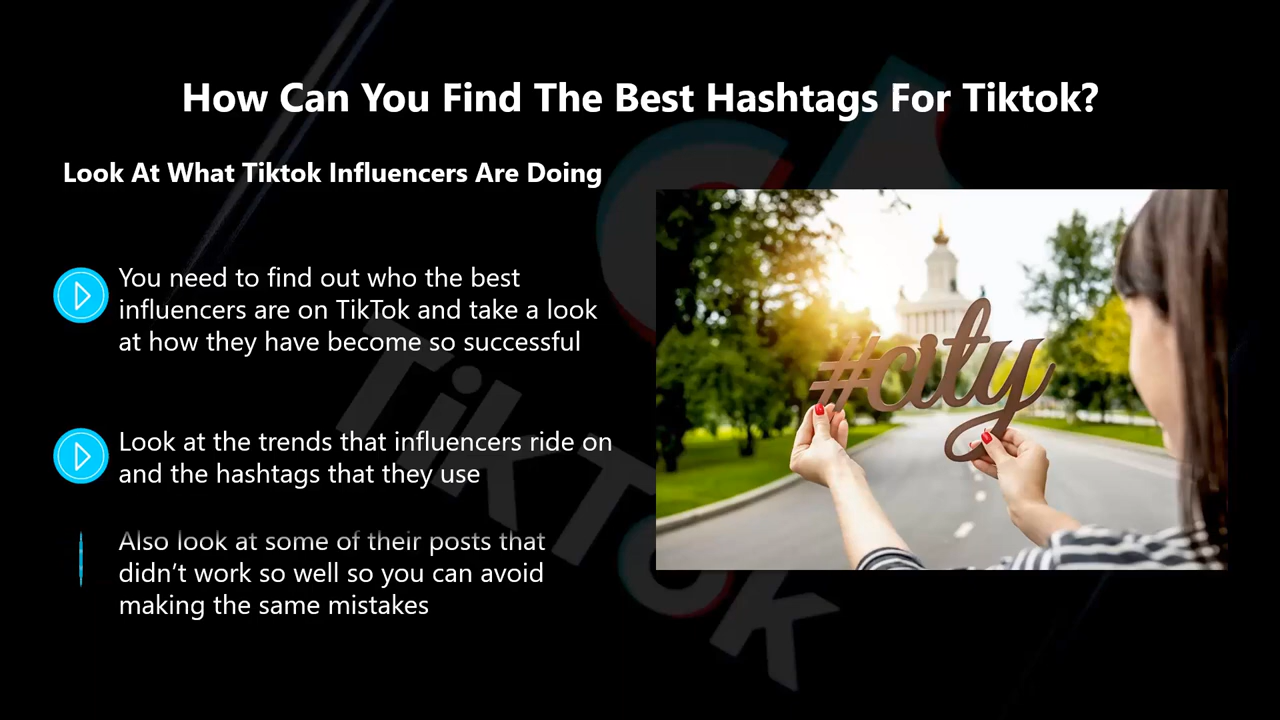 How Can You Find The Best Hashtags For Tiktok?
Look At What Tiktok Influencers Are Doing
You need to find out who the best
influencers are on TikTok and take a look
at how they have become so successful
Look at the trends that influencers ride on
and the hashtags that they use
Also look at some of their posts that
didn't work so well so you can avoid
making the same mistakes
#city
TikTok